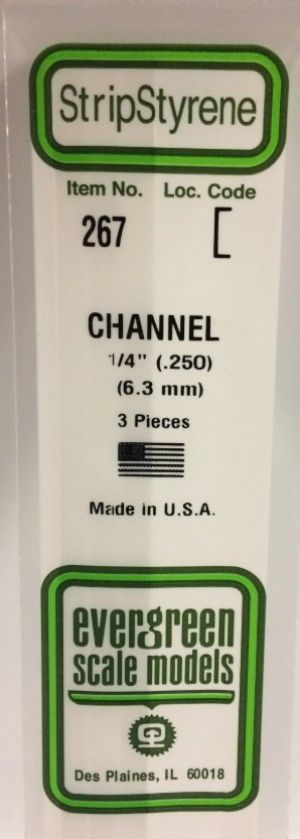 StripStyrene
Item No. Loc. Code
267 [
CHANNEL
1/4" (.250)
(6.3 mm)
3 Pieces
Made in U.S.A.
evergreen
scale models
Des Plaines, IL 60018